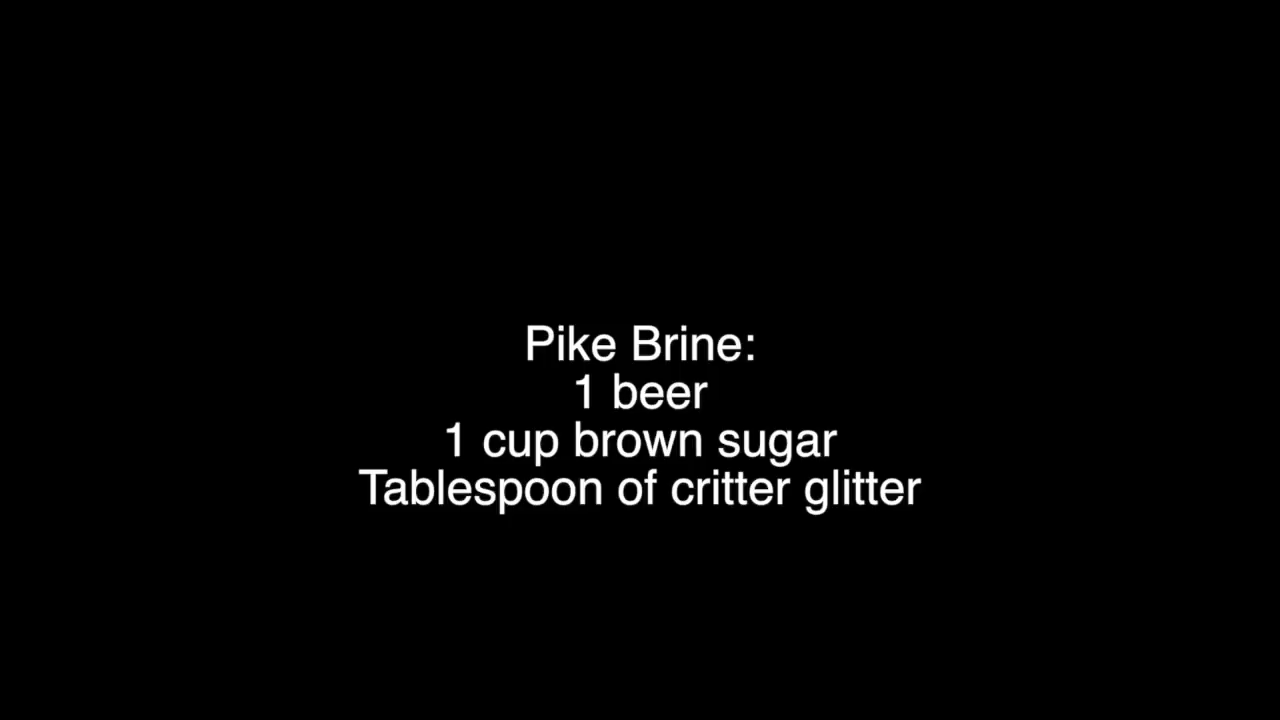 Pike Brine:
1 beer
1 cup brown sugar
Tablespoon of critter glitter